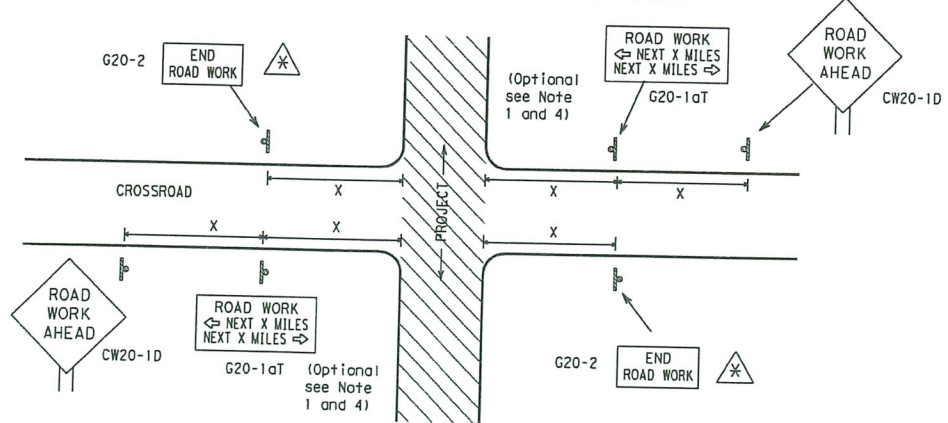 G20-2
END
ROAD WORK
*
ROAD WORK
⇦ NEXT X MILES
NEXT X MILES ⇨
G20-1aT
(Optional
see Note
1 and 4)
ROAD
WORK
AHEAD
CW20-1D
CROSSROAD
X
X
X
PROJECT
X
X
X
ROAD
WORK
AHEAD
CW20-1D
ROAD WORK
⇦ NEXT X MILES
NEXT X MILES ⇨
G20-1aT
(Optional
see Note
1 and 4)
G20-2
END
ROAD WORK
*